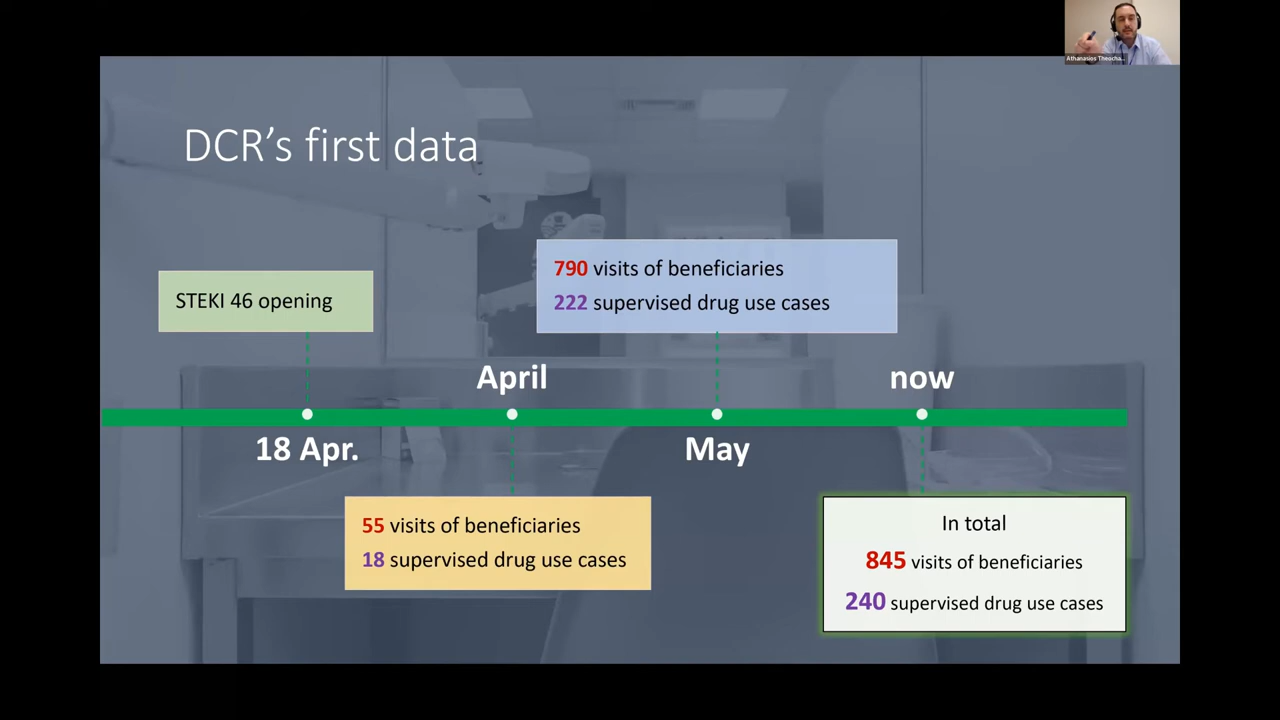 Athanasios Theocha...
DCR's first data
STEKI 46 opening
790 visits of beneficiaries
222 supervised drug use cases
April
now
18 Apr.
May
55 visits of beneficiaries
18 supervised drug use cases
In total
845 visits of beneficiaries
240 supervised drug use cases